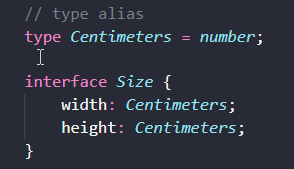 // type alias
type Centimeters = number;
interface Size {
width: Centimeters;
height: Centimeters;
}